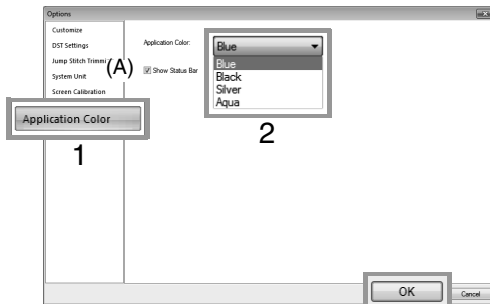 Options
Customize
DST Settings
Jump Stitch Trimmi
System Unit
Screen Calibration
Application Color
1
(A)
Application Color:
Show Status Bar
Blue
Blue
Black
Silver
Aqua
2
OK
Cancel